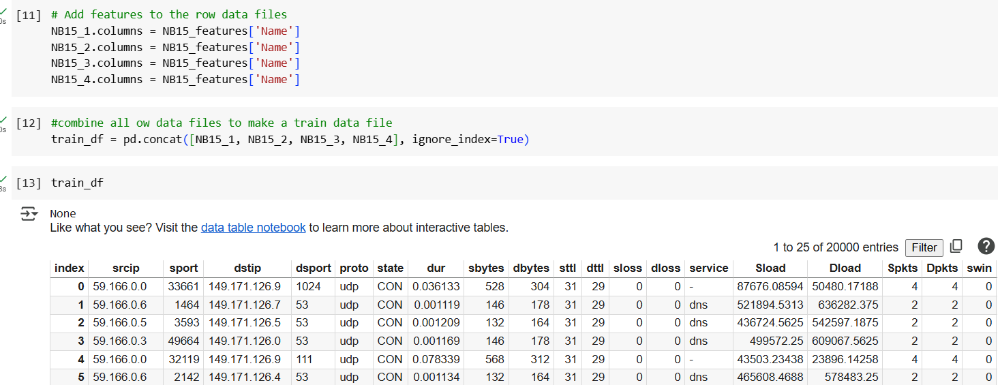 [11] # Add features to the row data files
NB15_1.columns = NB15_features['Name']
NB15_2.columns = NB15_features['Name']
NB15_3.columns = NB15_features['Name']
NB15_4.columns = NB15_features['Name']
[12] #combine all ow data files to make a train data file
train_df = pd.concat([NB15_1, NB15_2, NB15_3, NB15_4], ignore_index=True)
[13] train_df
None
Like what you see? Visit the data table notebook to learn more about interactive tables.
1 to 25 of 20000 entries Filter ?
index srcip sport dstip dsport proto state dur sbytes dbytes sttl dttl sloss dloss service Sload Dload Spkts Dpkts swin
0 59.166.0.0 33661 149.171.126.9 1024 udp CON 0.036133 528 304 31 29 0 0 - 87676.08594 50480.17188 4 4 0
1 59.166.0.6 1464 149.171.126.7 53 udp CON 0.001119 146 178 31 29 0 0 dns 521894.5313 636282.375 2 2 0
2 59.166.0.5 3593 149.171.126.5 53 udp CON 0.001209 132 164 31 29 0 0 dns 436724.5625 542597.1875 2 2 0
3 59.166.0.3 49664 149.171.126.0 53 udp CON 0.001169 146 178 31 29 0 0 dns 499572.25 609067.5625 2 2 0
4 59.166.0.0 32119 149.171.126.9 111 udp CON 0.078339 568 312 31 29 0 0 - 43503.23438 23896.14258 4 4 0
5 59.166.0.6 2142 149.171.126.4 53 udp CON 0.001134 132 164 31 29 0 0 dns 465608.4688 578483.25 2 2 0